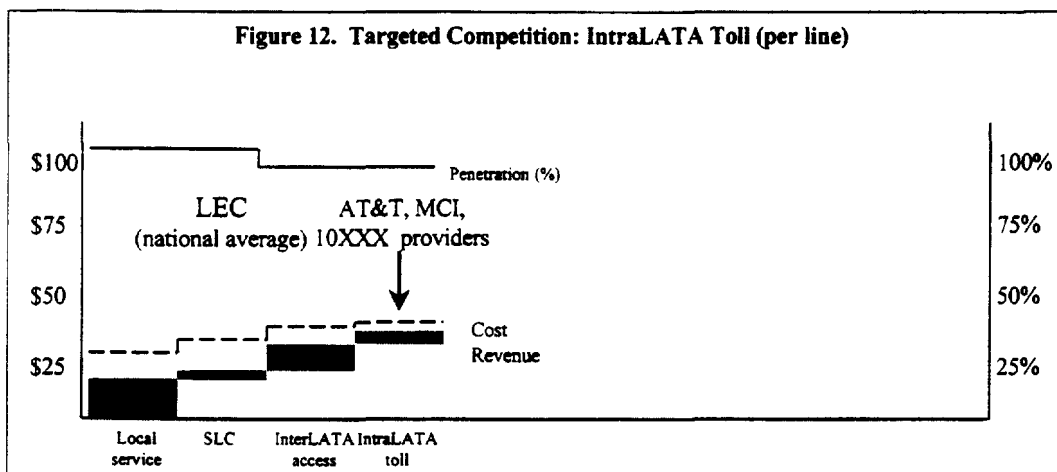 Figure 12. Targeted Competition: IntraLATA Toll (per line)
$100
100%
Penetration (%)
LEC
AT&T, MCI,
$75
75%
(national average) 10XXX providers
$50
50%
Cost
Revenue
$25
25%
Local
service
SLC
InterLATA
access
IntraLATA
toll